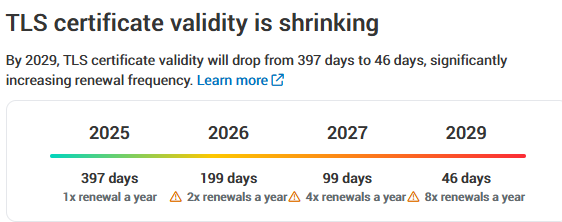 TLS certificate validity is shrinking
By 2029, TLS certificate validity will drop from 397 days to 46 days, significantly
increasing renewal frequency. Learn more
2025 2026 2027 2029
397 days 199 days 99 days 46 days
1x renewal a year 2x renewals a year 4x renewals a year 8x renewals a year